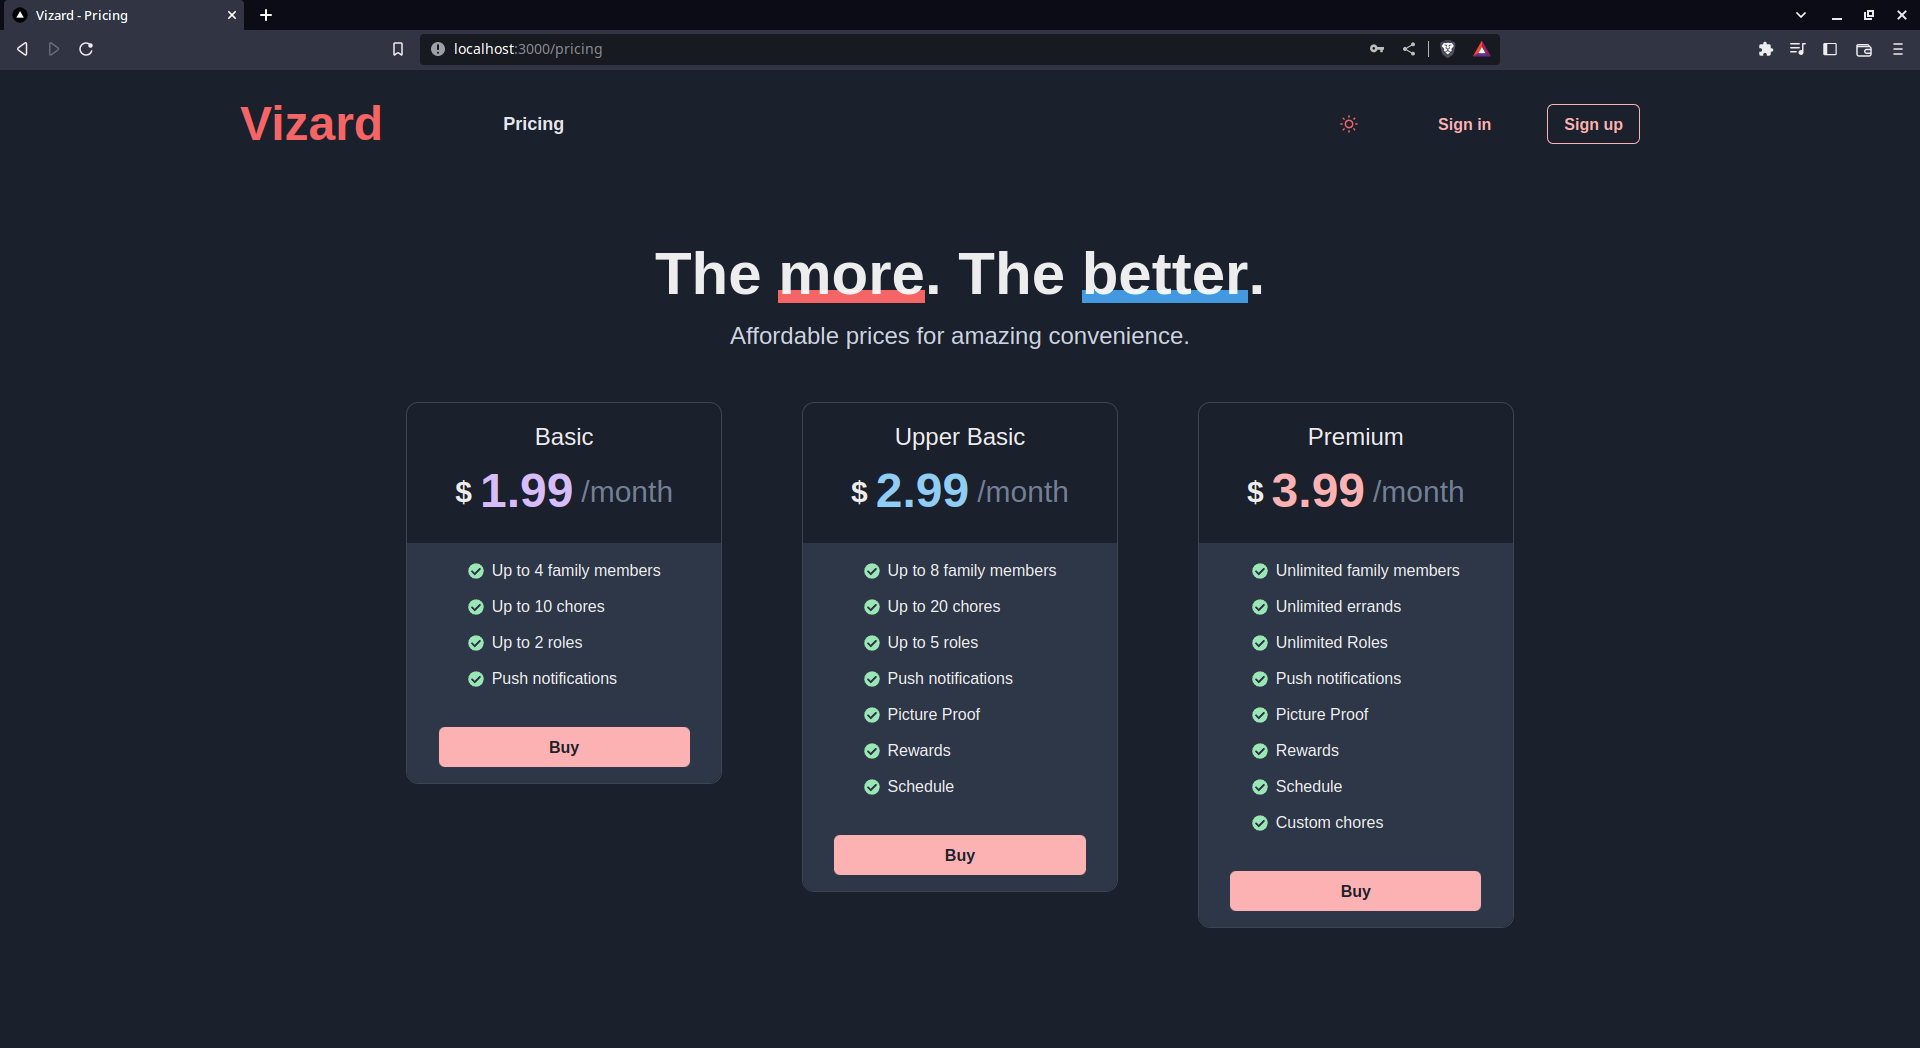 Vizard - Pricing
localhost:3000/pricing
Vizard
Pricing
Sign in
Sign up
The more. The better.
Affordable prices for amazing convenience.
Basic
$ 1.99 /month
Up to 4 family members
Up to 10 chores
Up to 2 roles
Push notifications
Buy
Upper Basic
$ 2.99 /month
Up to 8 family members
Up to 20 chores
Up to 5 roles
Push notifications
Picture Proof
Rewards
Schedule
Buy
Premium
$ 3.99 /month
Unlimited family members
Unlimited errands
Unlimited Roles
Push notifications
Picture Proof
Rewards
Schedule
Custom chores
Buy